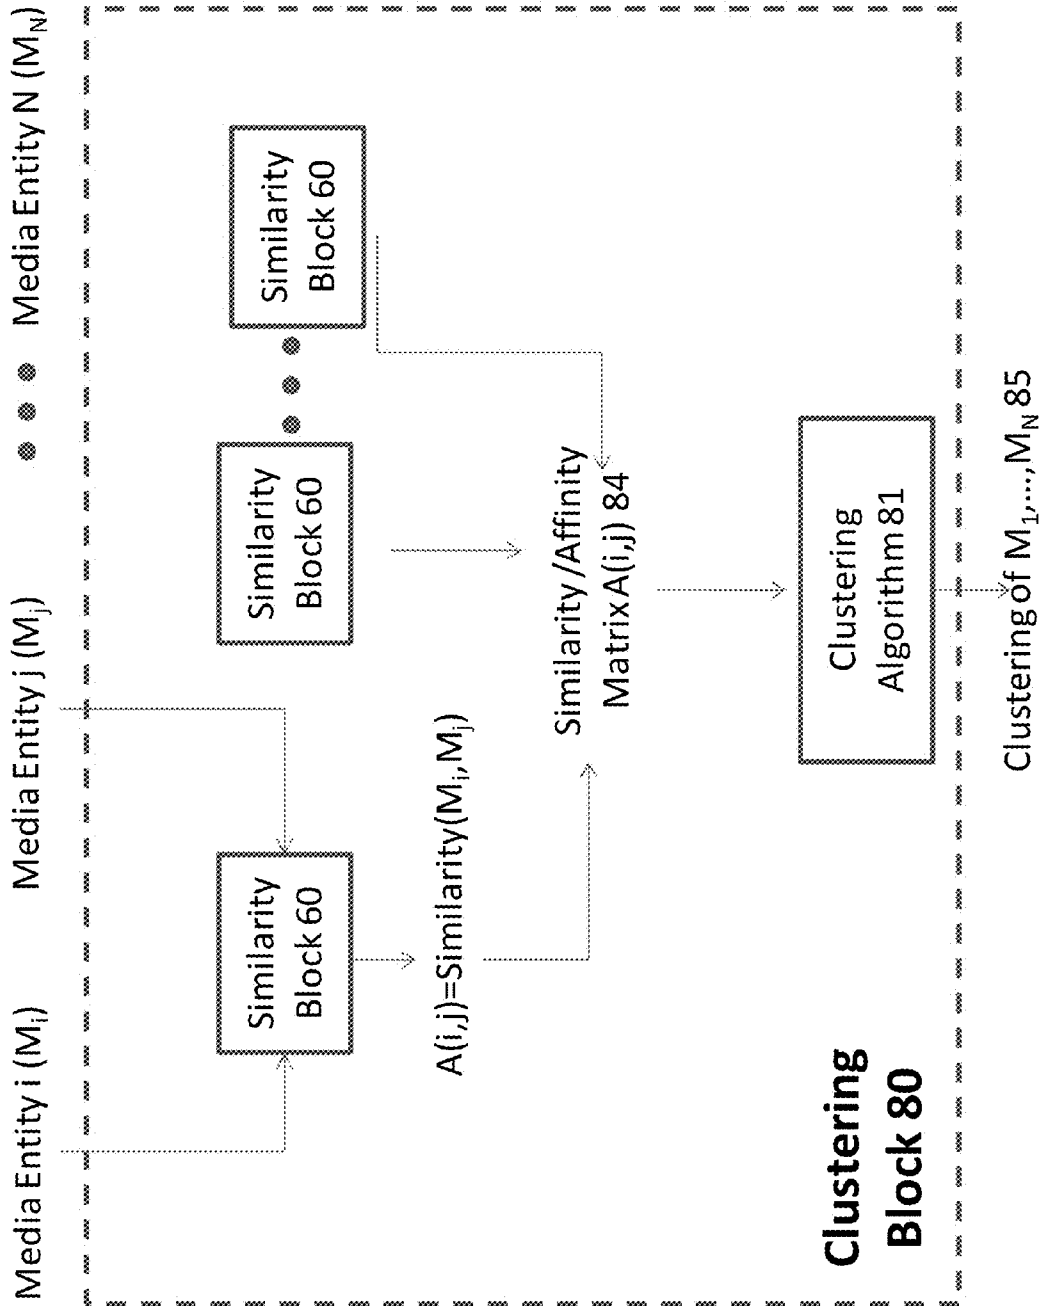 Media Entity i (Mi)
Media Entity j (Mj)
Media Entity N (MN)
Similarity
Block 60
Similarity
Block 60
Similarity
Block 60
A(i,j)=Similarity(Mi,Mj)
Similarity/Affinity
Matrix A(i,j) 84
Clustering
Algorithm 81
Clustering
Block 80
Clustering of M1,...,MN 85